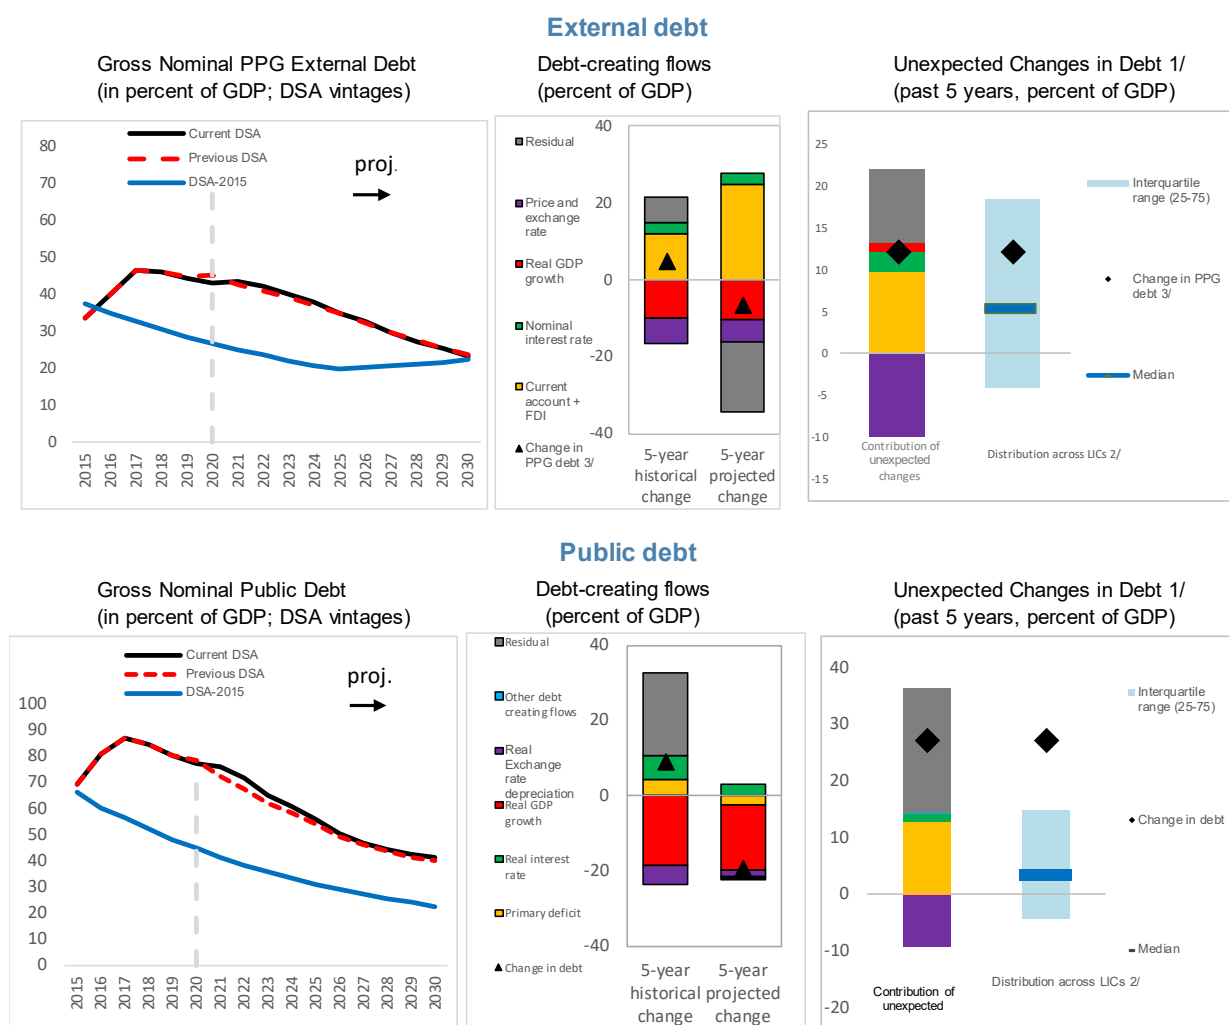 External debt
Gross Nominal PPG External Debt
(in percent of GDP; DSA vintages)
Current DSA
Previous DSA
DSA-2015
proj.
80
70
60
50
40
30
20
10
0
2015
2016
2017
2018
2019
2020
2021
2022
2023
2024
2025
2026
2027
2028
2029
2030
Debt-creating flows
(percent of GDP)
Residual
Price and
exchange
rate
Real GDP
growth
Nominal
interest rate
Current
account +
FDI
Change in
PPG debt 3/
40
20
0
-20
-40
5-year
historical
change
5-year
projected
change
Unexpected Changes in Debt 1/
(past 5 years, percent of GDP)
25
20
15
10
5
0
-5
-10
-15
Contribution of
unexpected
changes
Distribution across LICs 2/
Interquartile
range (25-75)
Change in PPG
debt 3/
Median
Public debt
Gross Nominal Public Debt
(in percent of GDP; DSA vintages)
Current DSA
Previous DSA
DSA-2015
proj.
100
90
80
70
60
50
40
30
20
10
0
2015
2016
2017
2018
2019
2020
2021
2022
2023
2024
2025
2026
2027
2028
2029
2030
Debt-creating flows
(percent of GDP)
Residual
Other debt
creating flows
Real
Exchange
rate
depreciation
Real GDP
growth
Real interest
rate
Primary deficit
Change in debt
40
20
0
-20
-40
5-year
historical
change
5-year
projected
change
Unexpected Changes in Debt 1/
(past 5 years, percent of GDP)
40
30
20
10
0
-10
-20
Contribution of
unexpected
Distribution across LICs 2/
Interquartile
range (25-75)
Change in debt
Median